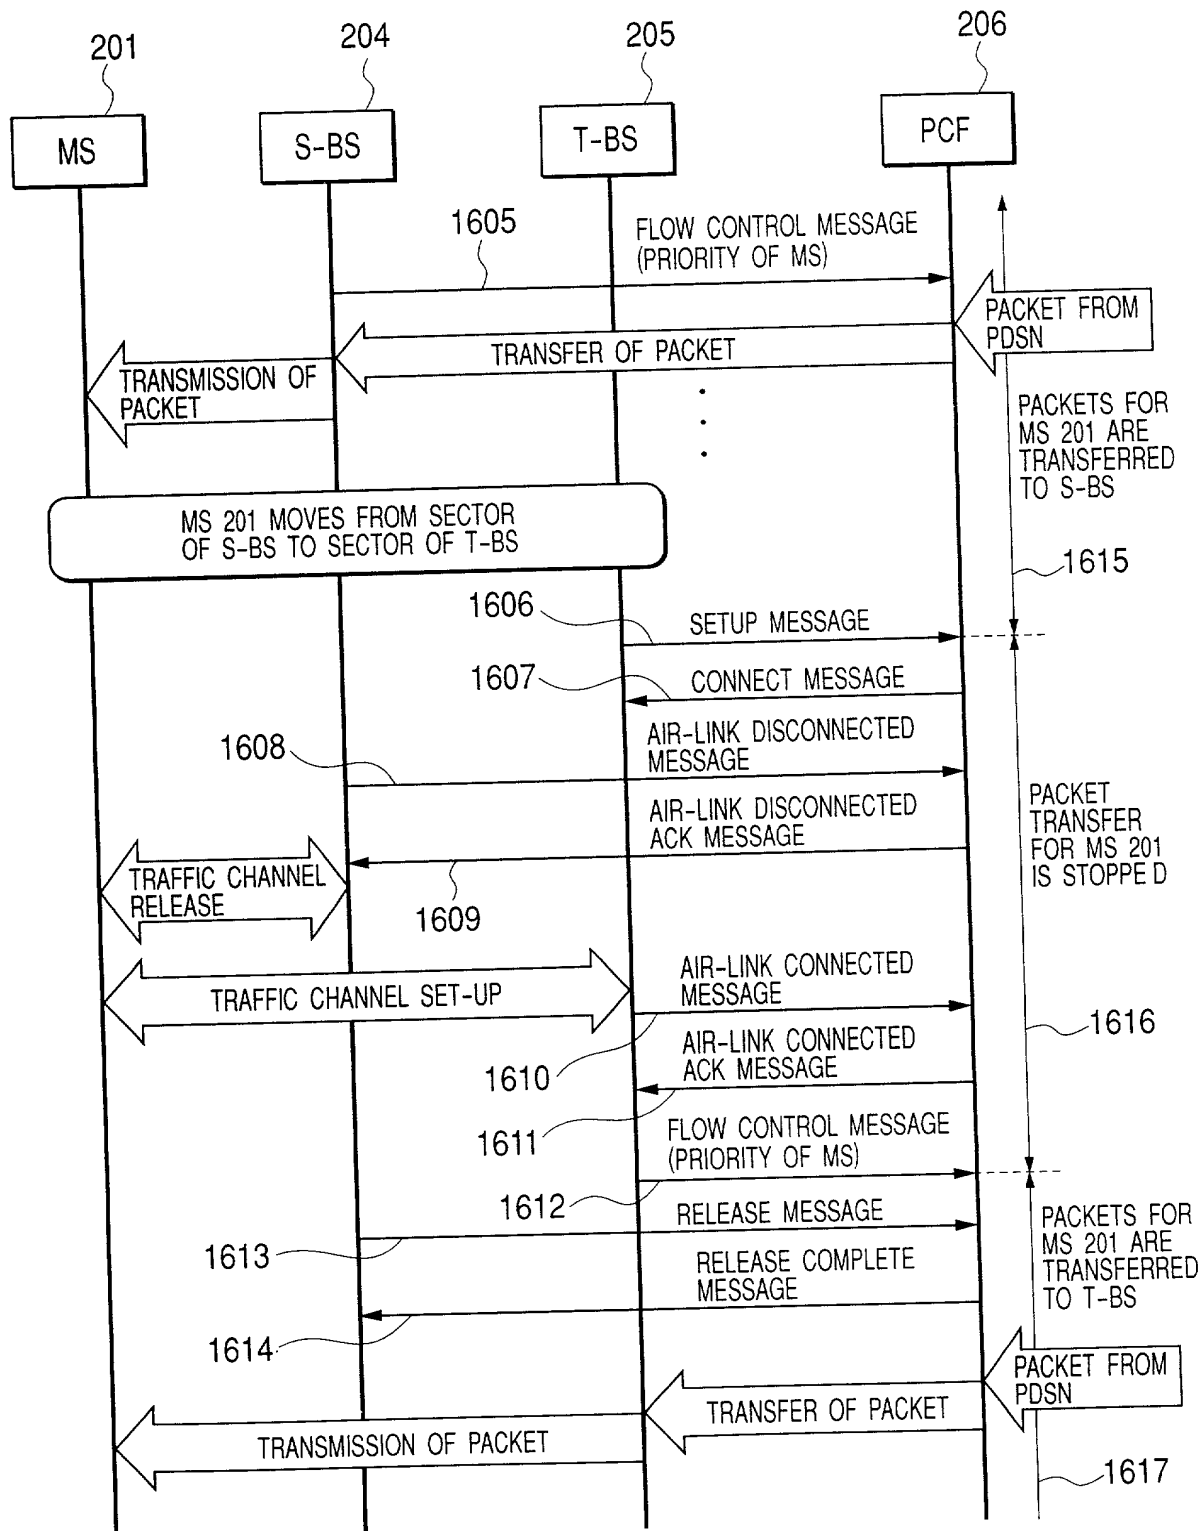 201
204
205
206
MS
S-BS
T-BS
PCF
1605
FLOW CONTROL MESSAGE
(PRIORITY OF MS)
PACKET FROM
PDSN
TRANSFER OF PACKET
TRANSMISSION OF
PACKET
PACKETS FOR
MS 201 ARE
TRANSFERRED
TO S-BS
MS 201 MOVES FROM SECTOR
OF S-BS TO SECTOR OF T-BS
1615
1606
SETUP MESSAGE
1607
CONNECT MESSAGE
1608
AIR-LINK DISCONNECTED
MESSAGE
AIR-LINK DISCONNECTED
ACK MESSAGE
PACKET
TRANSFER
FOR MS 201
IS STOPPED
TRAFFIC CHANNEL
RELEASE
1609
TRAFFIC CHANNEL SET-UP
AIR-LINK CONNECTED
MESSAGE
1616
1610
AIR-LINK CONNECTED
ACK MESSAGE
1611
FLOW CONTROL MESSAGE
(PRIORITY OF MS)
1612
RELEASE MESSAGE
1613
PACKETS FOR
MS 201 ARE
TRANSFERRED
TO T-BS
RELEASE COMPLETE
MESSAGE
1614
PACKET FROM
PDSN
TRANSFER OF PACKET
TRANSMISSION OF PACKET
1617